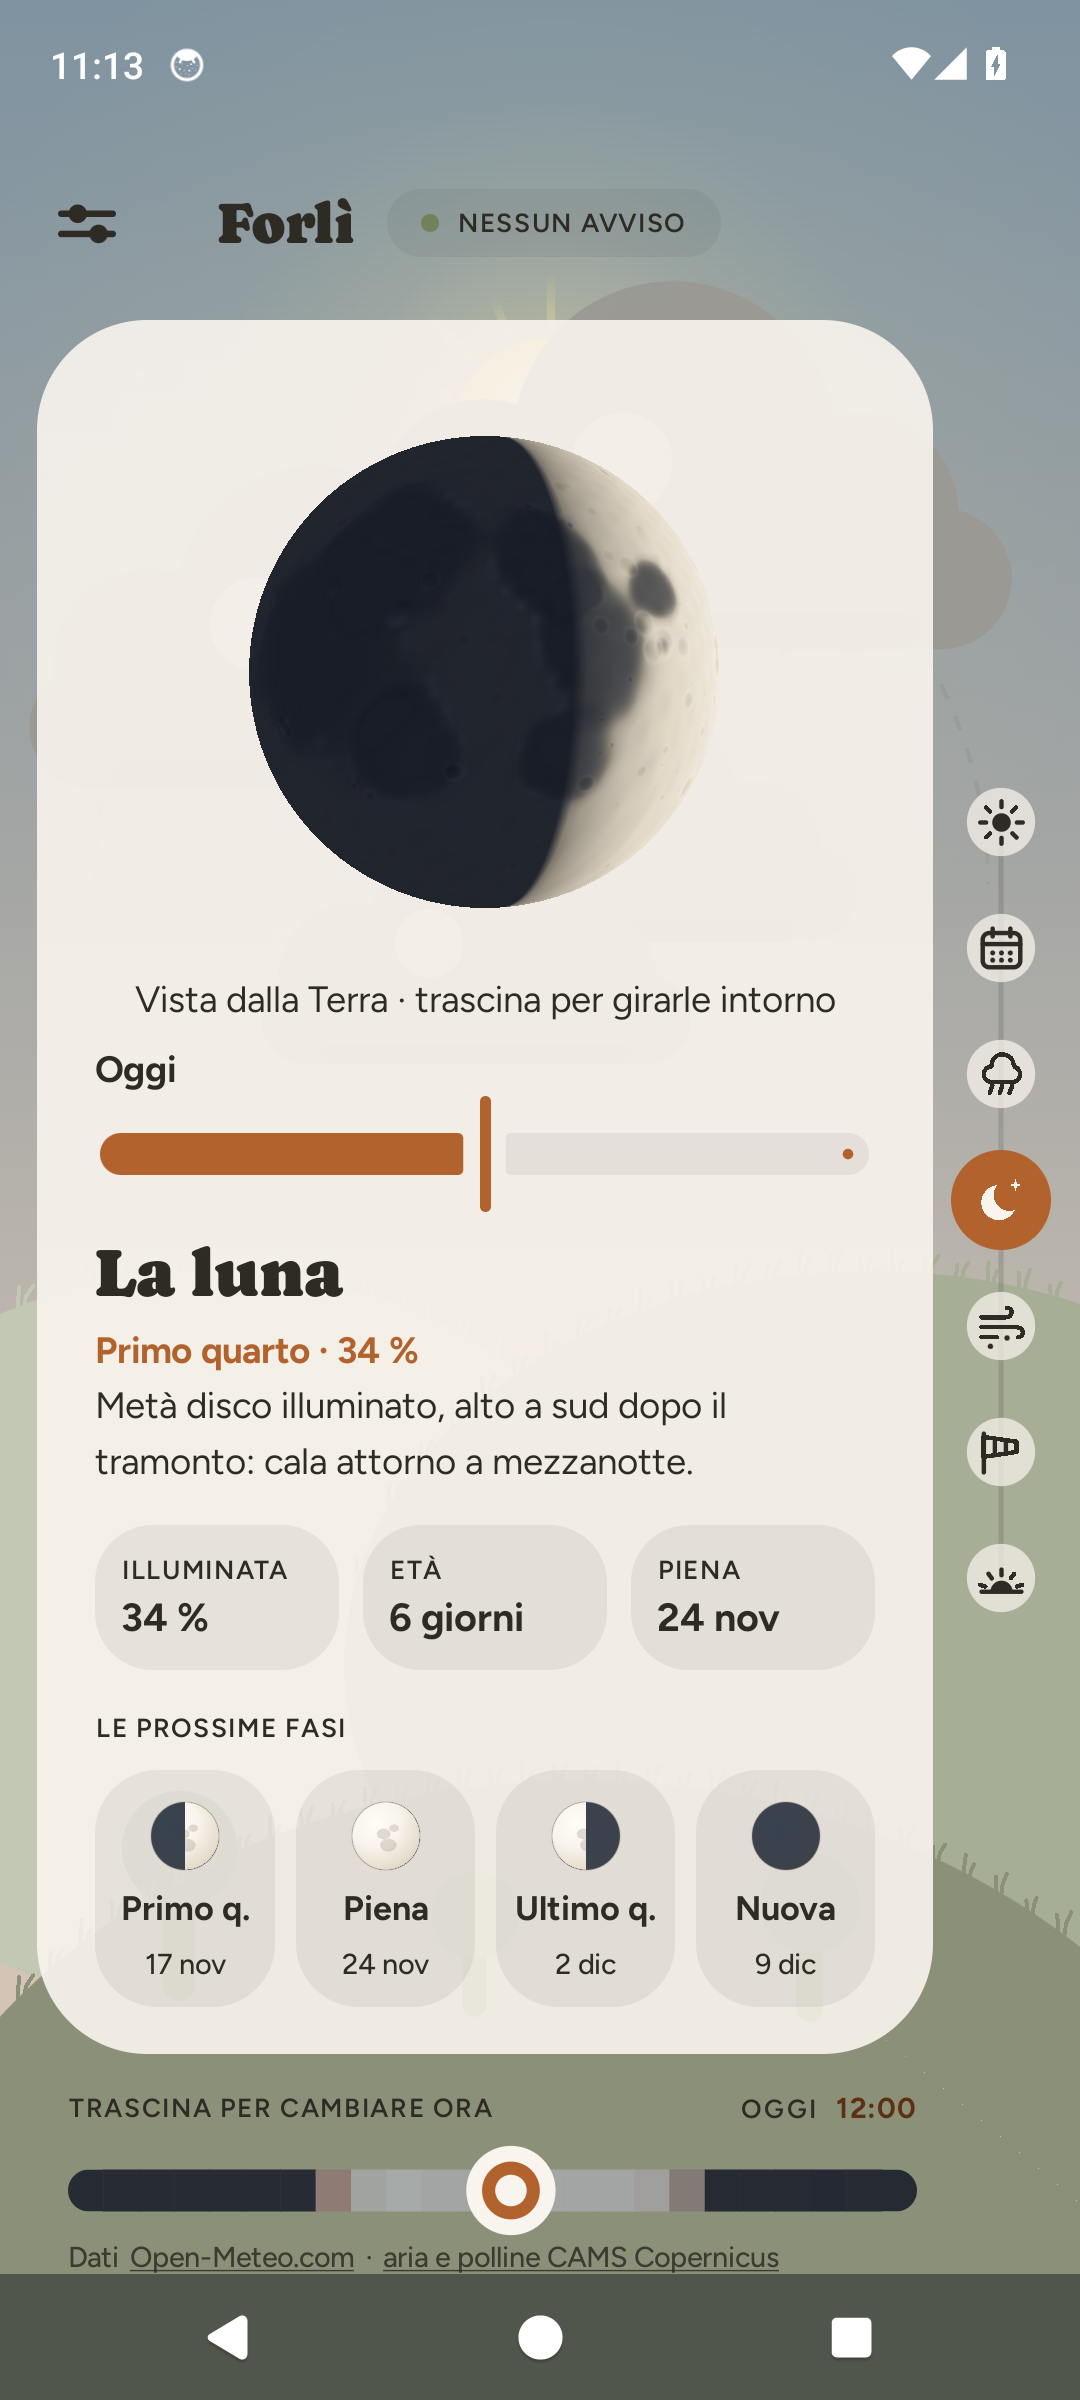 11:13
Forlì
NESSUN AVVISO
Vista dalla Terra · trascina per girarle intorno
Oggi
La luna
Primo quarto · 34 %
Metà disco illuminato, alto a sud dopo il
tramonto: cala attorno a mezzanotte.
ILLUMINATA
34 %
ETÀ
6 giorni
PIENA
24 nov
LE PROSSIME FASI
Primo q.
17 nov
Piena
24 nov
Ultimo q.
2 dic
Nuova
9 dic
TRASCINA PER CAMBIARE ORA
OGGI 12:00
Dati Open-Meteo.com · aria e polline CAMS Copernicus